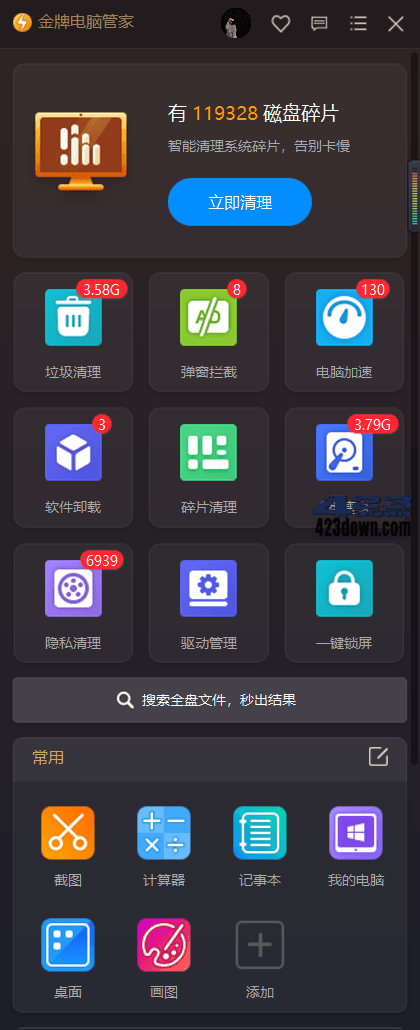 金牌电脑管家
有 119328 磁盘碎片
智能清理系统碎片，告别卡慢
立即清理
3.58G
8
130
垃圾清理
弹窗拦截
电脑加速
3
3.79G
软件卸载
碎片清理
423down.com
6939
隐私清理
驱动管理
一键锁屏
搜索全盘文件，秒出结果
常用
截图
计算器
记事本
我的电脑
桌面
画图
添加